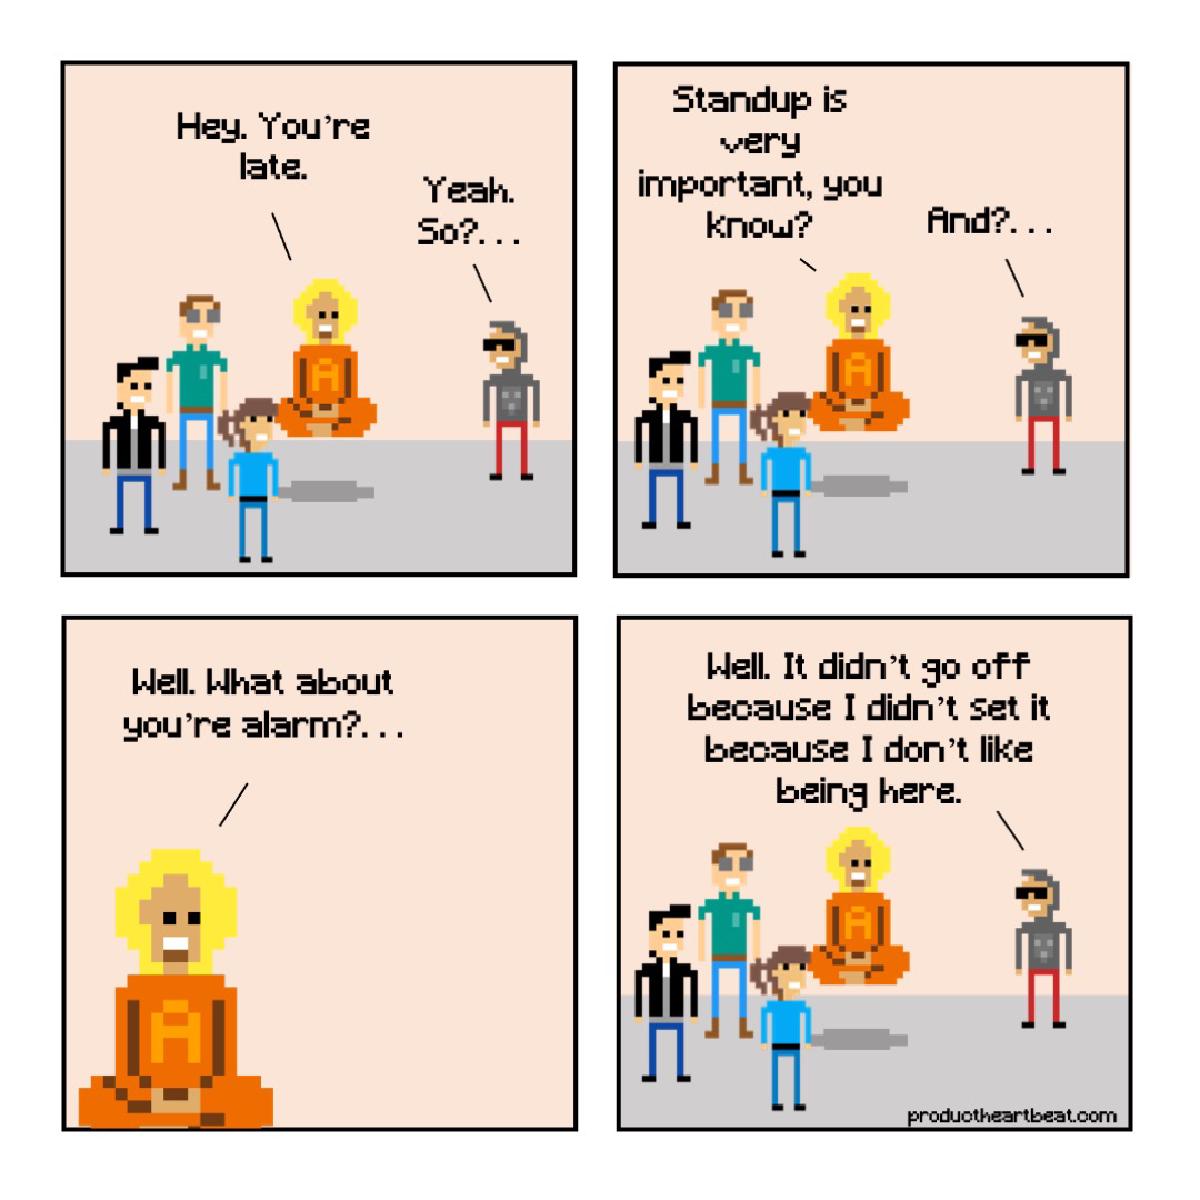 Hey. You're
late.
Yeah.
So?...
Standup is
very
important, you
know?
And?...
Well. What about
you're alarm?...
Well. It didn't go off
because I didn't set it
because I don't like
being here.
A
A
A
A
productheartbeat.com